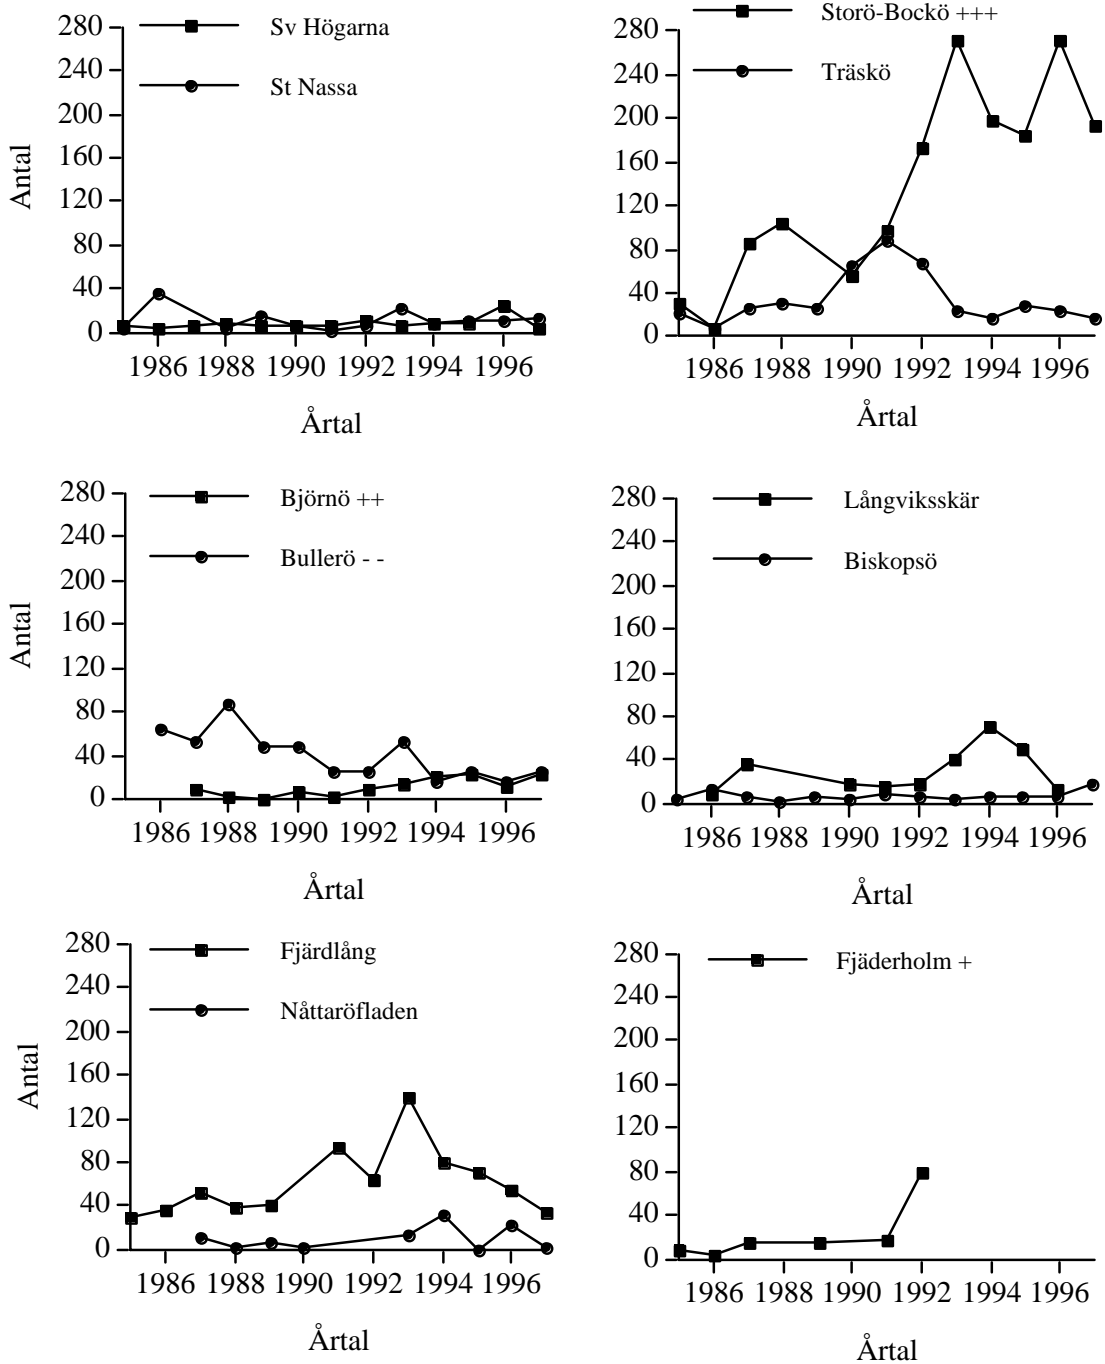 Sv Högarna
St Nassa
Antal
280
240
200
160
120
80
40
0
1986 1988 1990 1992 1994 1996
Årtal
Storö-Bockö +++
Träskö
280
240
200
160
120
80
40
0
1986 1988 1990 1992 1994 1996
Årtal
Björnö ++
Bullerö - -
Antal
280
240
200
160
120
80
40
0
1986 1988 1990 1992 1994 1996
Årtal
Långviksskär
Biskopsö
280
240
200
160
120
80
40
0
1986 1988 1990 1992 1994 1996
Årtal
Fjärdlång
Nåttaröfladen
Antal
280
240
200
160
120
80
40
0
1986 1988 1990 1992 1994 1996
Årtal
Fjäderholm +
280
240
200
160
120
80
40
0
1986 1988 1990 1992 1994 1996
Årtal